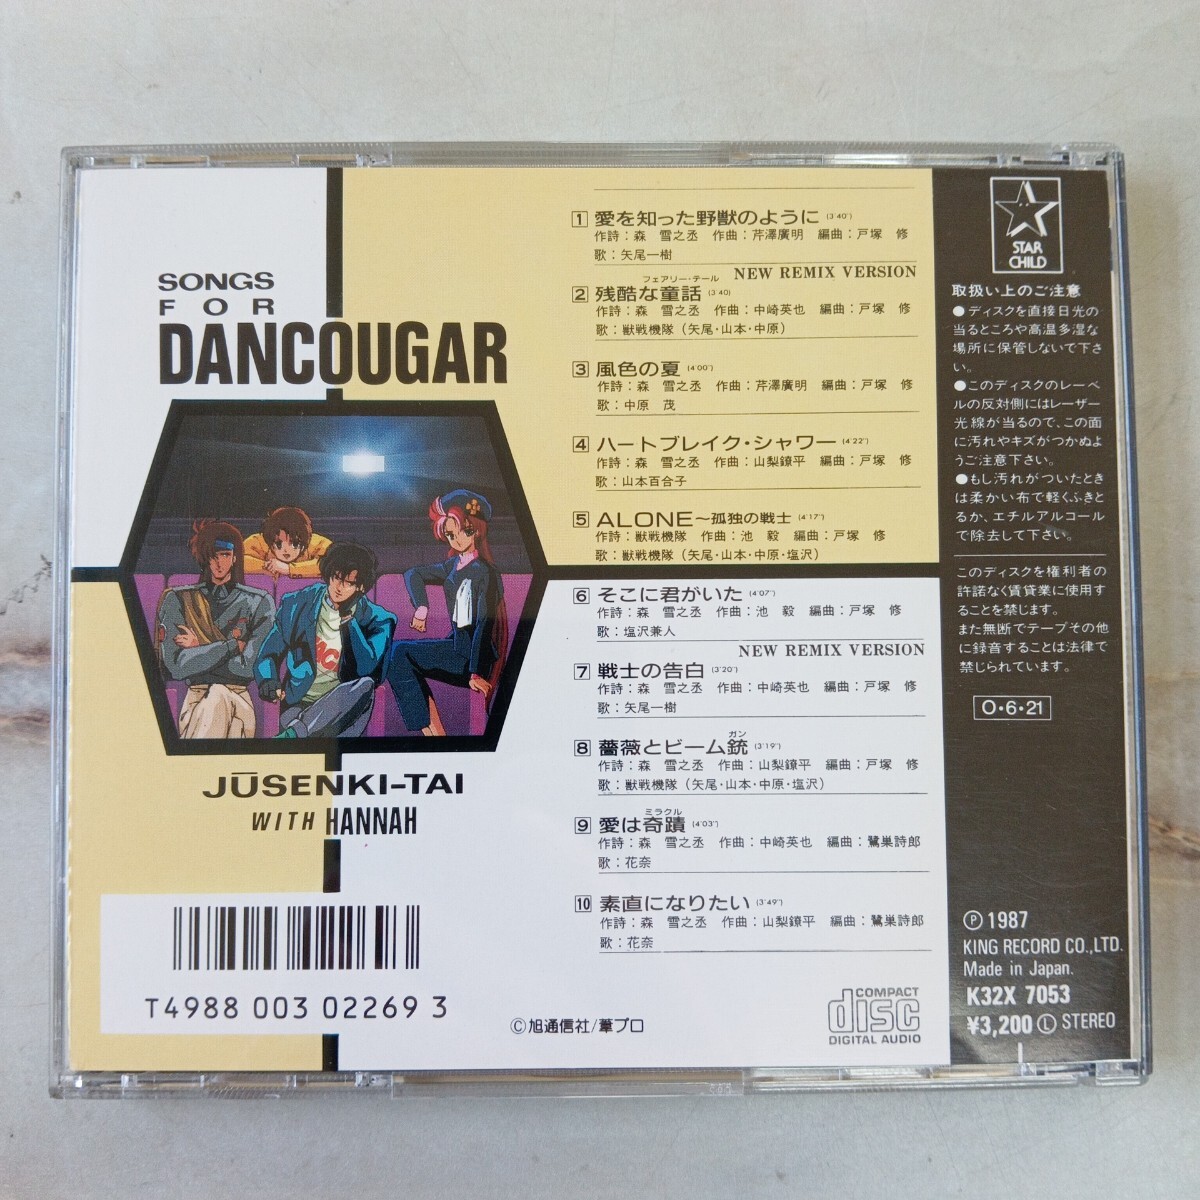 SONGS
FOR
DANCOUGAR
JŪSENKI-TAI
WITH HANNAH
T4988 003 02269 3
1 愛を知った野獣のように (3'40")
作詩:森 雪之丞 作曲:芹澤廣明 編曲:戸塚 修
歌:矢尾一樹
NEW REMIX VERSION
フェアリー・テール
2 残酷な童話 (3'40)
作詩:森 雪之丞 作曲:中崎英也 編曲:戸塚 修
歌:獣戦機隊(矢尾・山本・中原)
3 風色の夏 (4'00")
作詩:森 雪之丞 作曲:芹澤廣明 編曲:戸塚 修
歌:中原 茂
4 ハートブレイク・シャワー (4'22")
作詩:森 雪之丞 作曲:山梨鐐平 編曲:戸塚 修
歌:山本百合子
5 ALONE〜孤独の戦士 (4'17")
作詩:獣戦機隊 作曲:池 毅 編曲:戸塚 修
歌:獣戦機隊(矢尾・山本・中原・塩沢)
6 そこに君がいた (4'07")
作詩:森 雪之丞 作曲:池 毅 編曲:戸塚 修
歌:塩沢兼人
NEW REMIX VERSION
7 戦士の告白 (3'20")
作詩:森 雪之丞 作曲:中崎英也 編曲:戸塚 修
歌:矢尾一樹
ガン
8 薔薇とビーム銃 (3'19")
作詩:森 雪之丞 作曲:山梨鐐平 編曲:戸塚 修
歌:獣戦機隊(矢尾・山本・中原・塩沢)
ミラクル
9 愛は奇蹟 (4'03")
作詩:森 雪之丞 作曲:中崎英也 編曲:鷺巣詩郎
歌:花奈
10 素直になりたい (3'49")
作詩:森 雪之丞 作曲:山梨鐐平 編曲:鷺巣詩郎
歌:花奈
©旭通信社/葦プロ
COMPACT
disc
DIGITAL AUDIO
STAR
CHILD
取扱い上のご注意
●ディスクを直接日光の
当るところや高温多湿な
場所に保管しないで下さ
い。
●このディスクのレーベ
ルの反対側にはレーザー
光線が当るので、この面
に汚れやキズがつかぬよ
うご注意下さい。
●もし汚れがついたとき
は柔かい布で軽くふきと
るか、エチルアルコール
で除去して下さい。
このディスクを権利者の
許諾なく賃貸業に使用す
ることを禁じます。
また無断でテープその他
に録音することは法律で
禁じられています。
O・6・21
Ⓟ 1987
KING RECORD CO.,LTD.
Made in Japan.
K32X 7053
¥3,200 Ⓛ STEREO